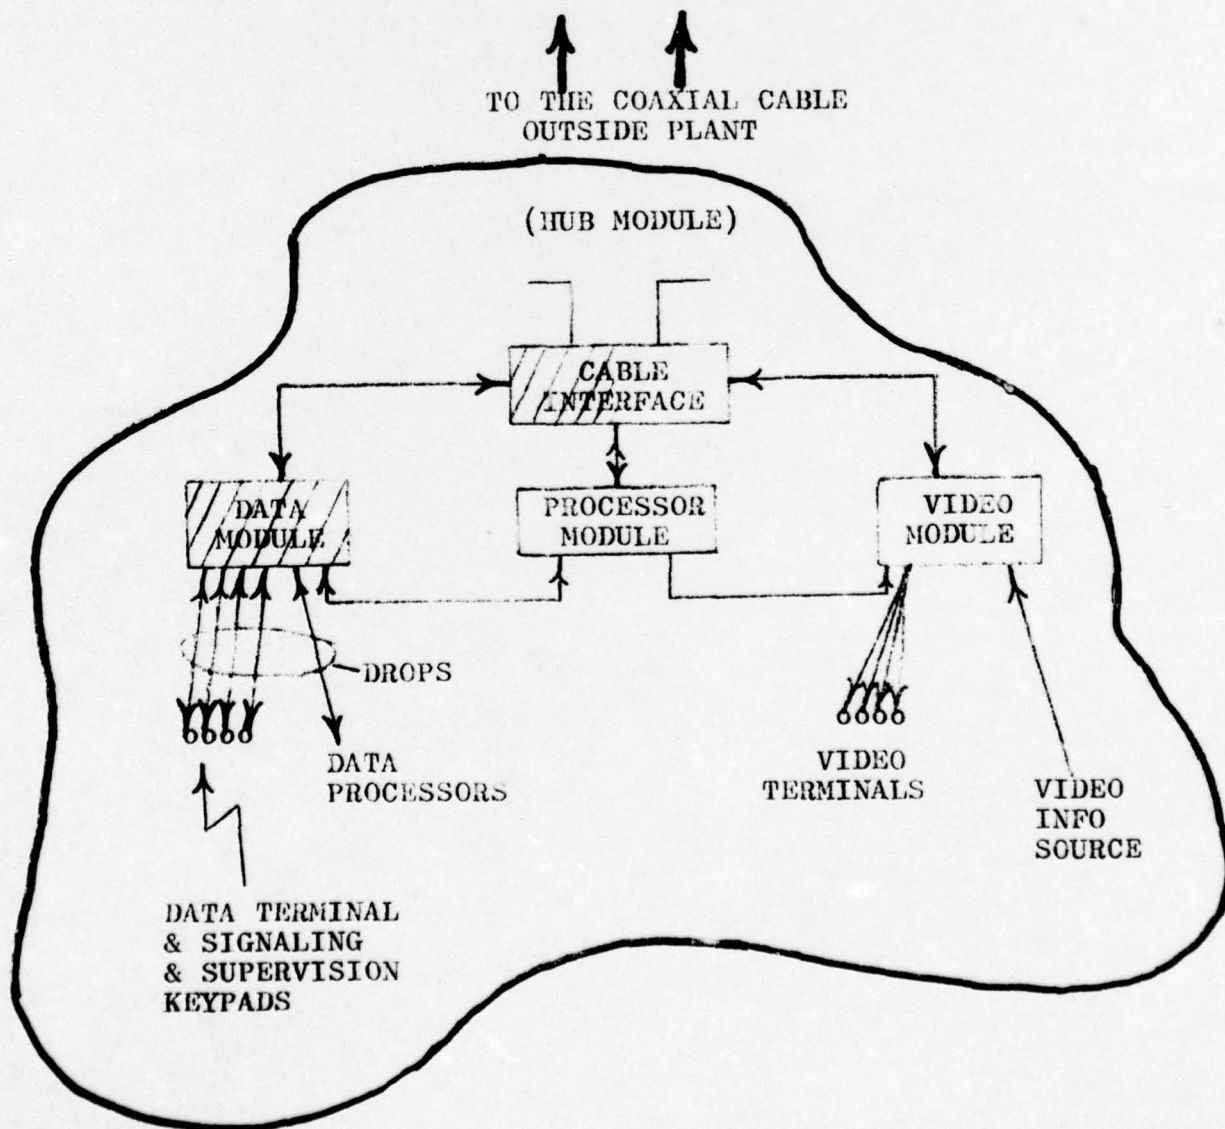 TO THE COAXIAL CABLE
OUTSIDE PLANT
(HUB MODULE)
CABLE
INTERFACE
DATA
MODULE
PROCESSOR
MODULE
VIDEO
MODULE
DROPS
DATA
PROCESSORS
VIDEO
TERMINALS
VIDEO
INFO
SOURCE
DATA TERMINAL
& SIGNALING
& SUPERVISION
KEYPADS